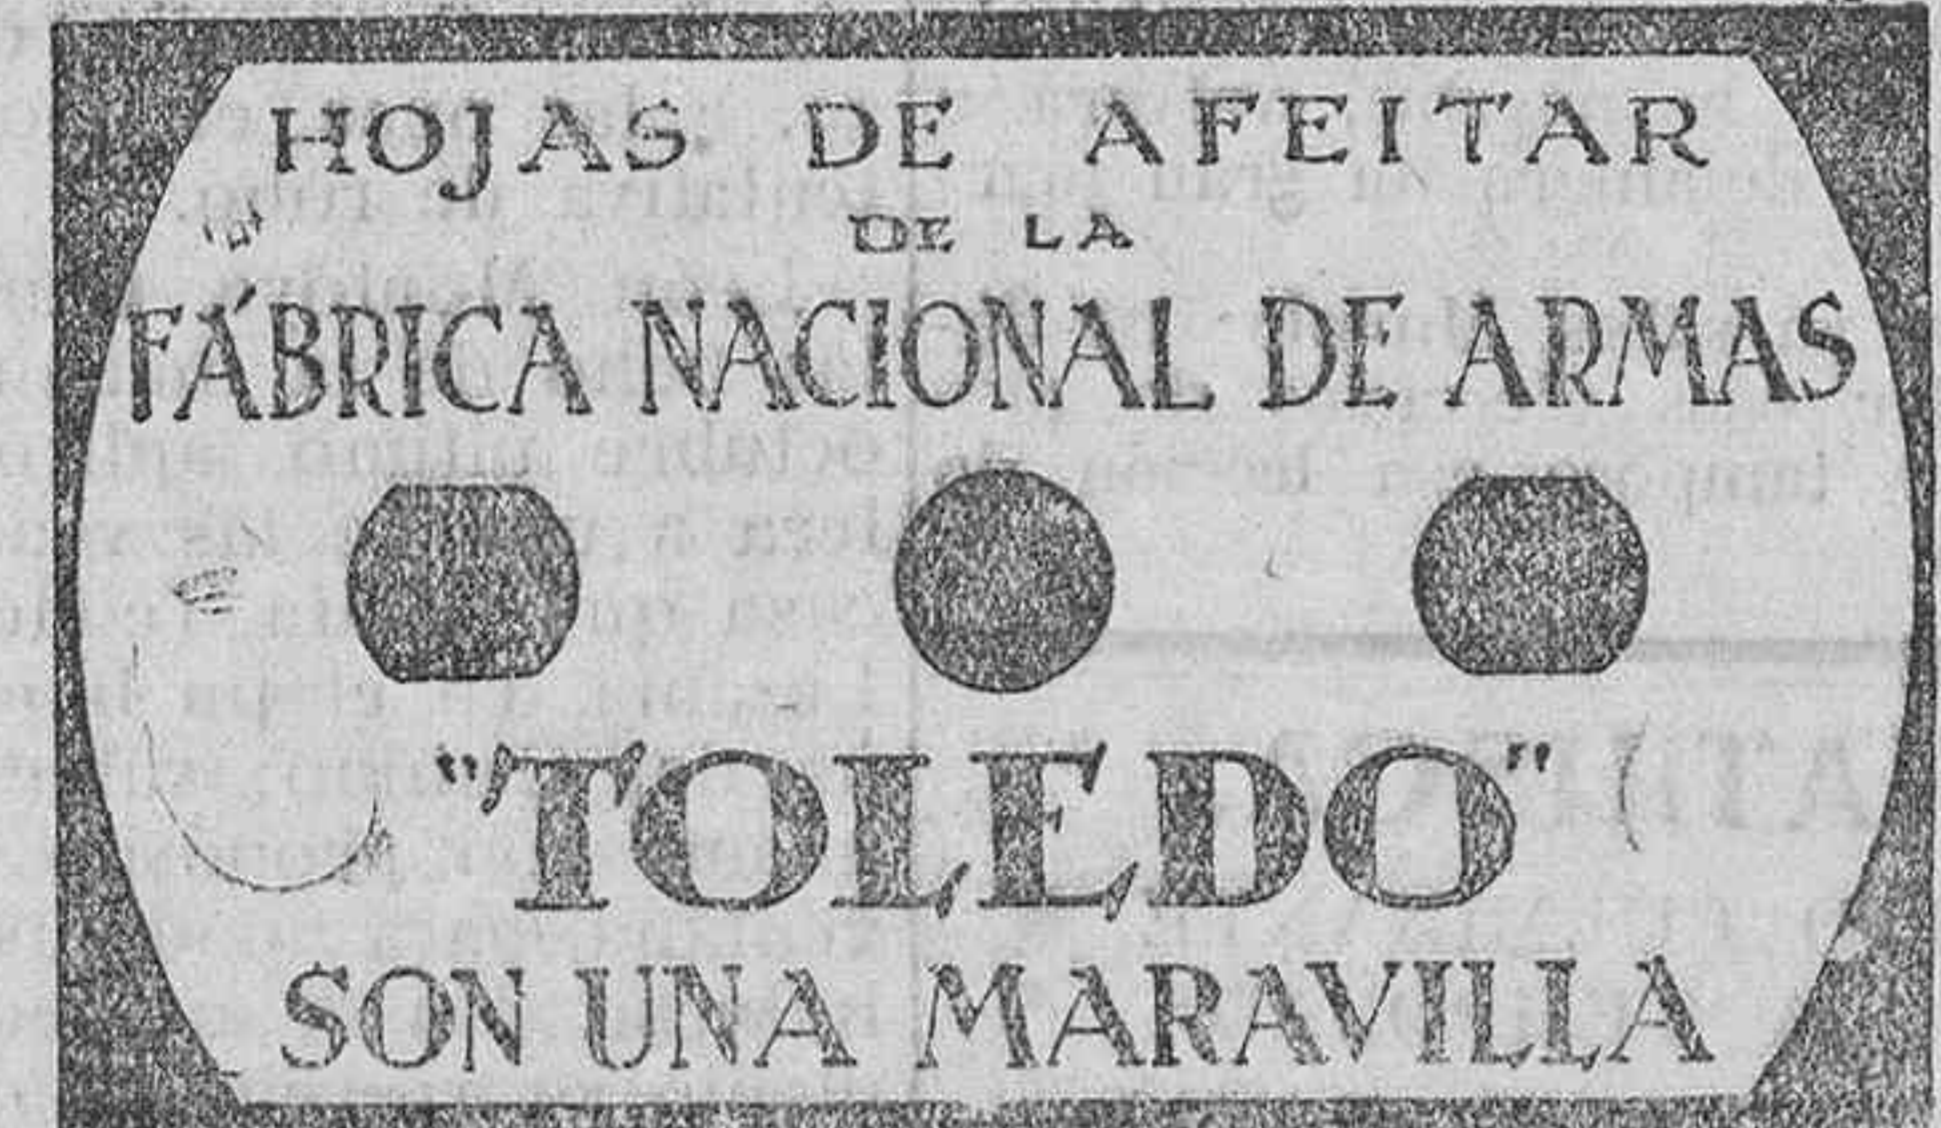 HOJAS DE AFEITAR
DE LA
FÁBRICA NACIONAL DE ARMAS
"TOLEDO"
SON UNA MARAVILLA